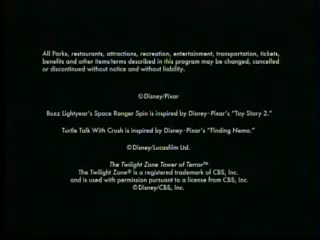 All Parks, restaurants, attractions, recreation, entertainment, transportation, tickets,
benefits and other items/terms described in this program may be changed, cancelled
or discontinued without notice and without liability.
©Disney/Pixar
Buzz Lightyear's Space Ranger Spin is inspired by Disney·Pixar's "Toy Story 2."
Turtle Talk With Crush is inspired by Disney·Pixar's "Finding Nemo."
©Disney/Lucasfilm Ltd.
The Twilight Zone Tower of Terror™
The Twilight Zone® is a registered trademark of CBS, Inc.
and is used with permission pursuant to a license from CBS, Inc.
©Disney/CBS, Inc.